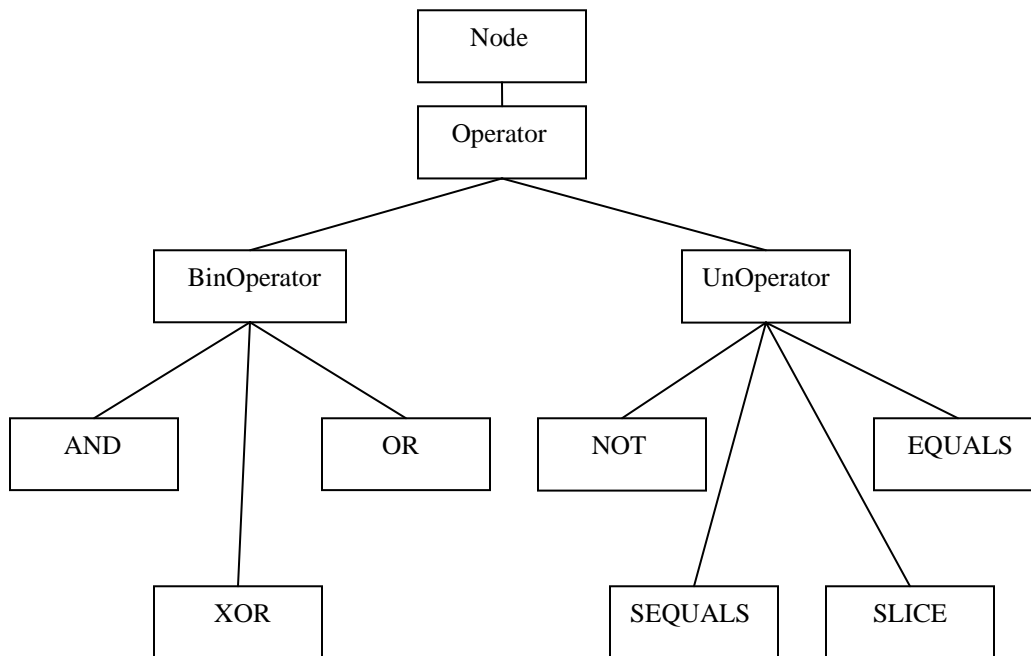 Node
Operator
BinOperator
UnOperator
AND
OR
NOT
EQUALS
XOR
SEQUALS
SLICE